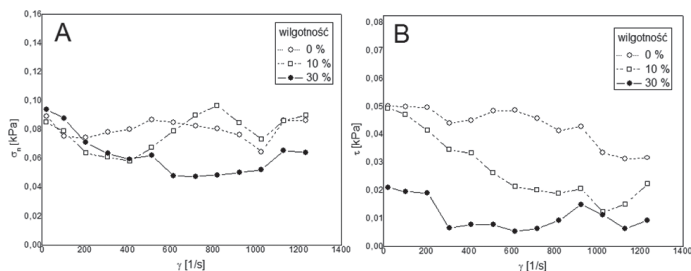 A
wilgotność
0 %
10 %
30 %
0,16
0,14
0,12
0,10
0,08
0,06
0,04
0,02
0,00
σn [kPa]
0 200 400 600 800 1000 1200 1400
γ [1/s]
B
wilgotność
0 %
10 %
30 %
0,08
0,07
0,06
0,05
0,04
0,03
0,02
0,01
0,00
τ [kPa]
0 200 400 600 800 1000 1200 1400
γ [1/s]